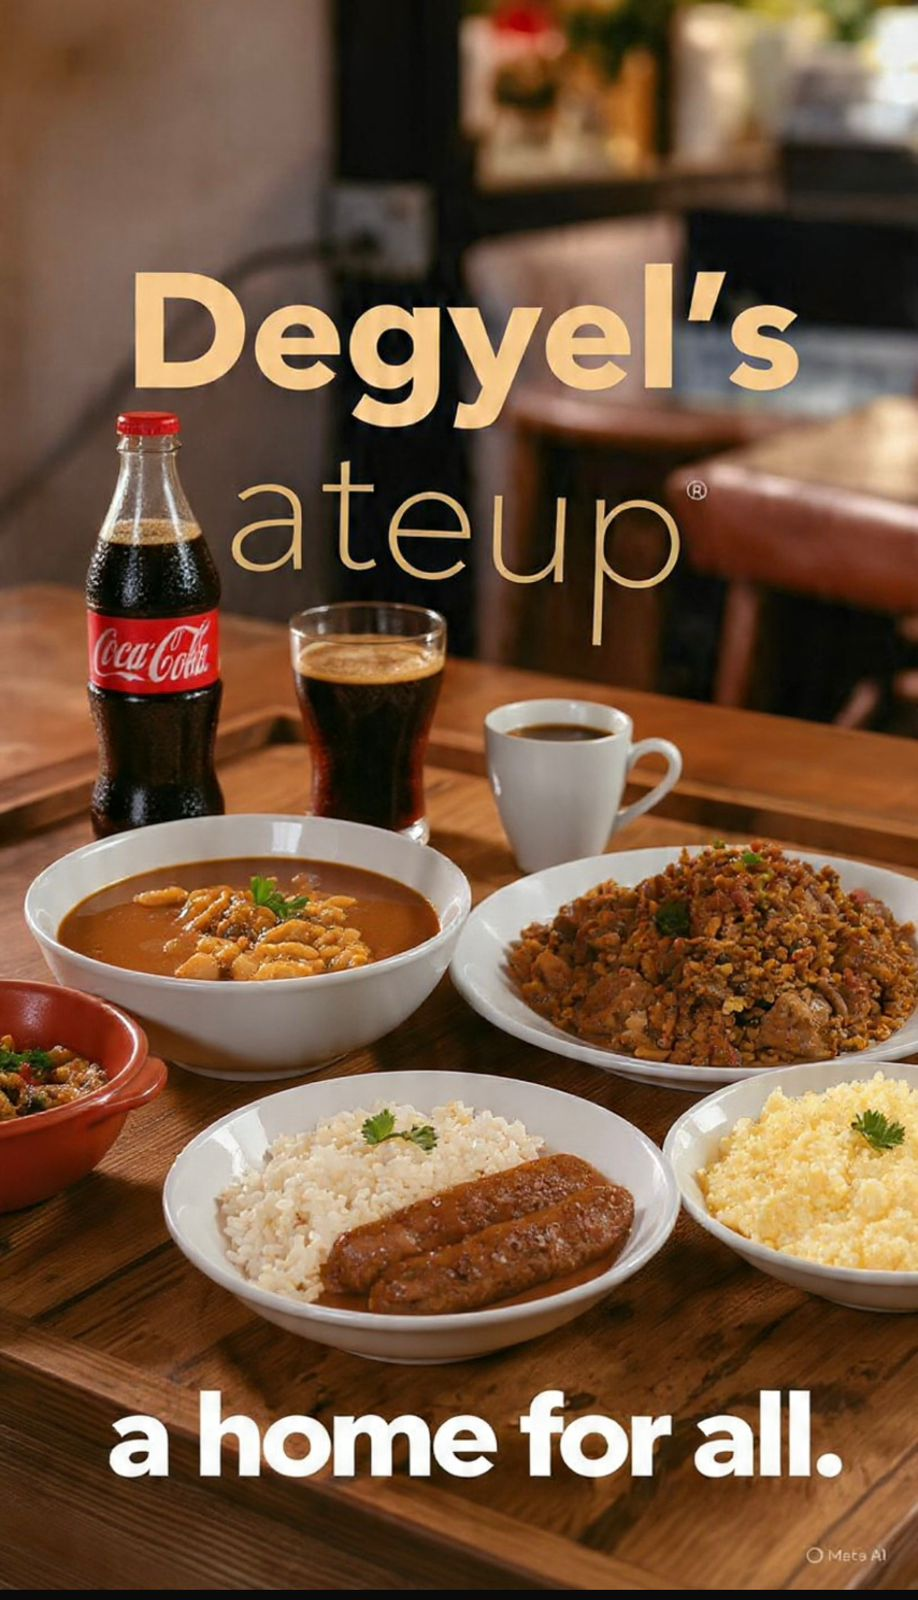 Degyel's
ateup®
Coca-Cola
a home for all.
Meta AI